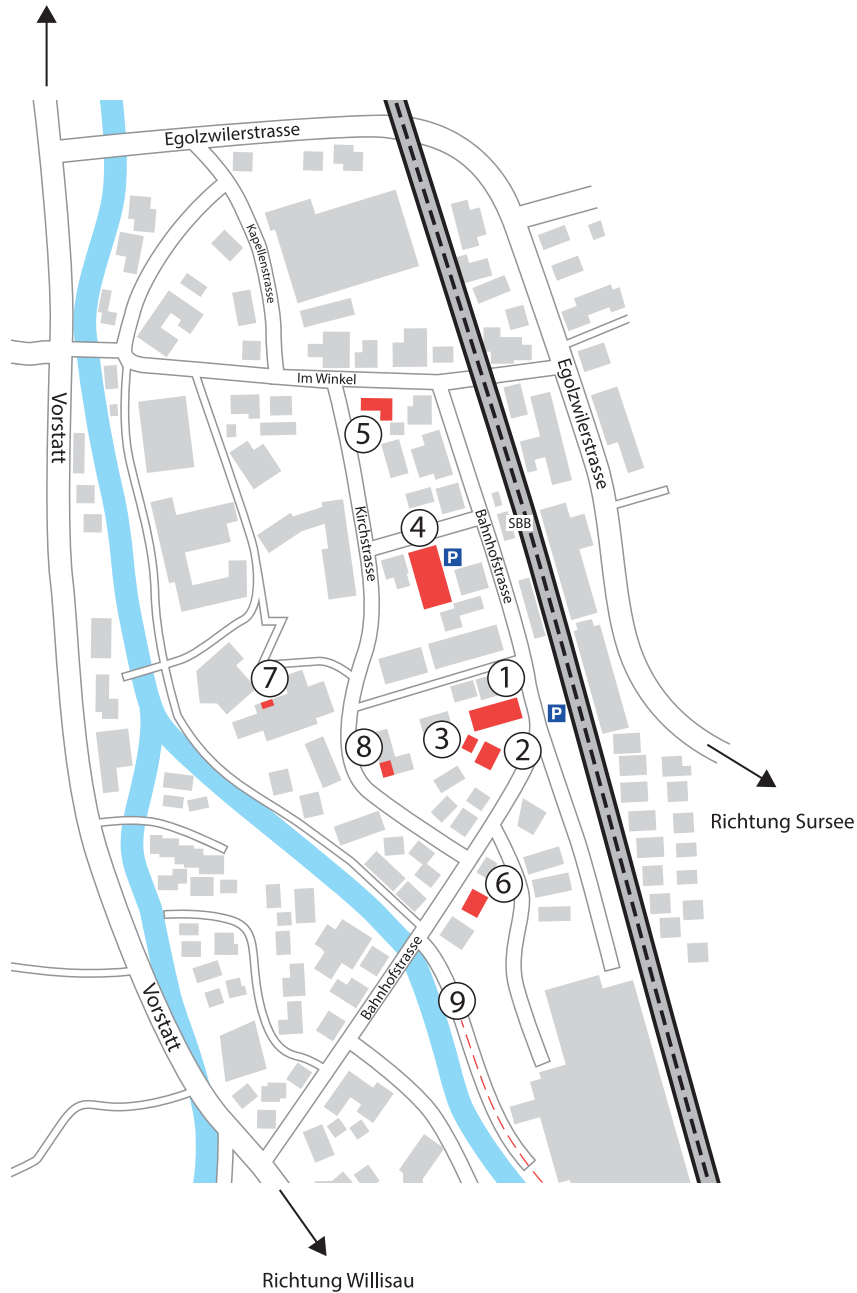 Egolzwilerstrasse
Kapellenstrasse
Im Winkel
Vorstatt
Egolzwilerstrasse
5
4
Kirchstrasse
Bahnhofstrasse
SBB
P
7
1
P
3
2
8
Richtung Sursee
6
Bahnhofstrasse
9
Vorstatt
Richtung Willisau